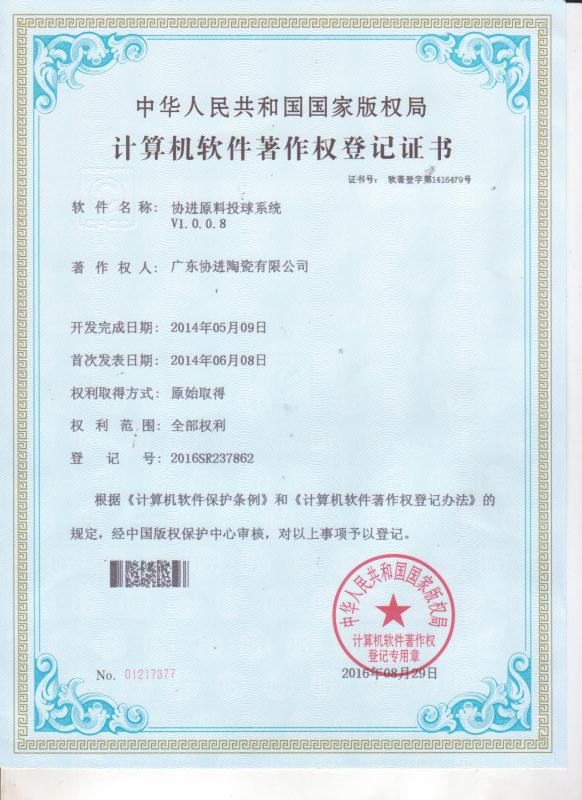 中华人民共和国国家版权局
计算机软件著作权登记证书
证书号： 软著登字第1416479号
软件名称： 协进原料投球系统
V1.0.0.8
著作权人： 广东协进陶瓷有限公司
开发完成日期： 2014年05月09日
首次发表日期： 2014年06月08日
权利取得方式： 原始取得
权利范围： 全部权利
登记号： 2016SR237862
根据《计算机软件保护条例》和《计算机软件著作权登记办法》的
规定，经中国版权保护中心审核，对以上事项予以登记。
中华人民共和国国家版权局
计算机软件著作权
登记专用章
No. 01217377
2016年08月29日